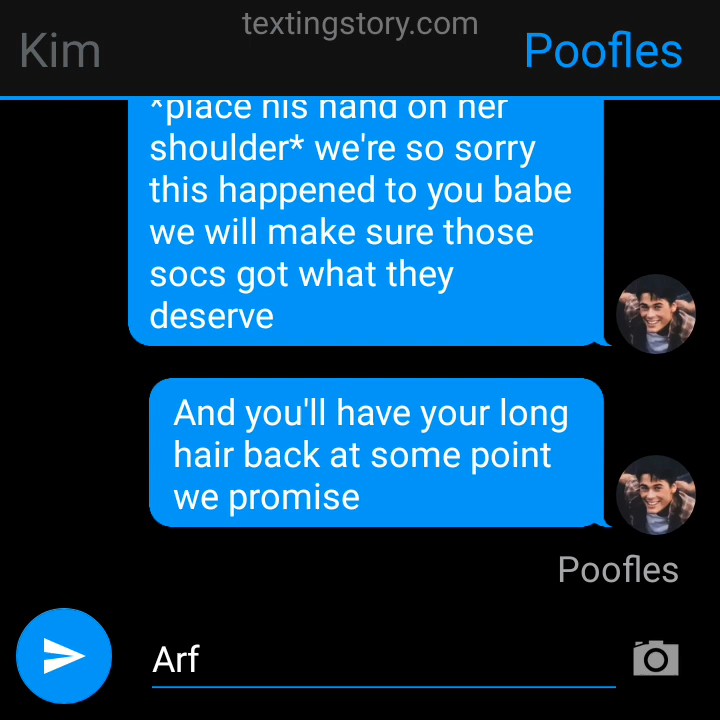 textingstory.com
Kim
Poofles
*place his hand on her
shoulder* we're so sorry
this happened to you babe
we will make sure those
socs got what they
deserve
And you'll have your long
hair back at some point
we promise
Poofles
Arf